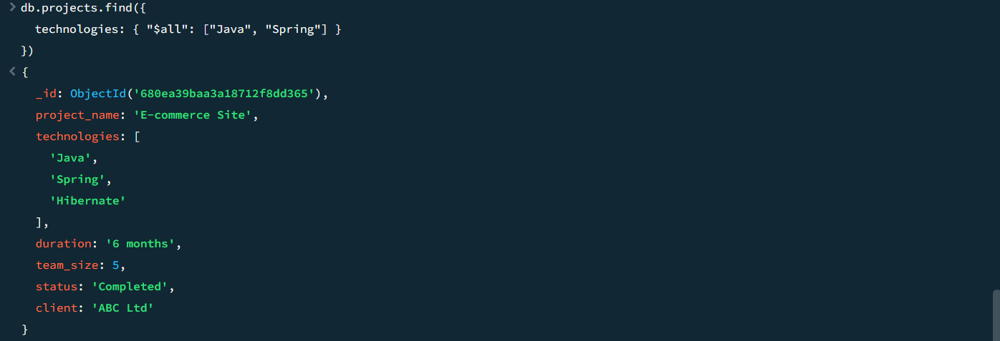 > db.projects.find({
technologies: { "$all": ["Java", "Spring"] }
})
< {
_id: ObjectId('680ea39baa3a18712f8dd365'),
project_name: 'E-commerce Site',
technologies: [
'Java',
'Spring',
'Hibernate'
],
duration: '6 months',
team_size: 5,
status: 'Completed',
client: 'ABC Ltd'
}